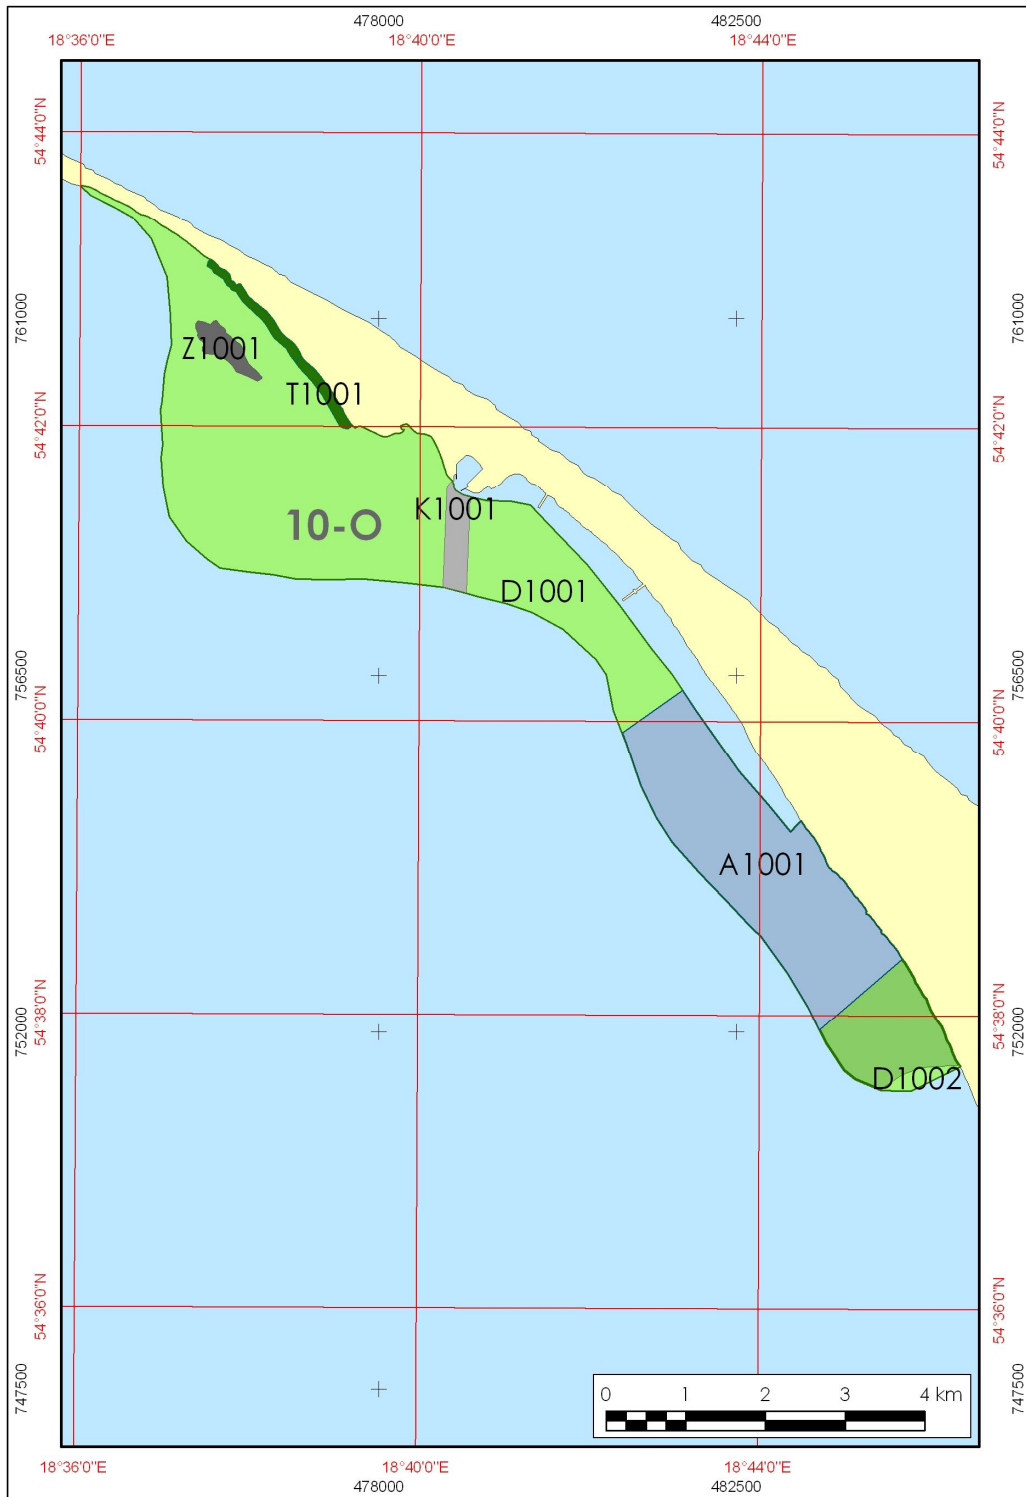 478000 482500
18°36'0"E 18°40'0"E 18°44'0"E
54°44'0"N 54°44'0"N
761000 761000
Z1001
T1001
54°42'0"N 54°42'0"N
K1001
10-O
D1001
756500 756500
54°40'0"N 54°40'0"N
A1001
752000 752000
54°38'0"N 54°38'0"N
D1002
54°36'0"N 54°36'0"N
747500 747500
0 1 2 3 4 km
18°36'0"E 18°40'0"E 18°44'0"E
478000 482500